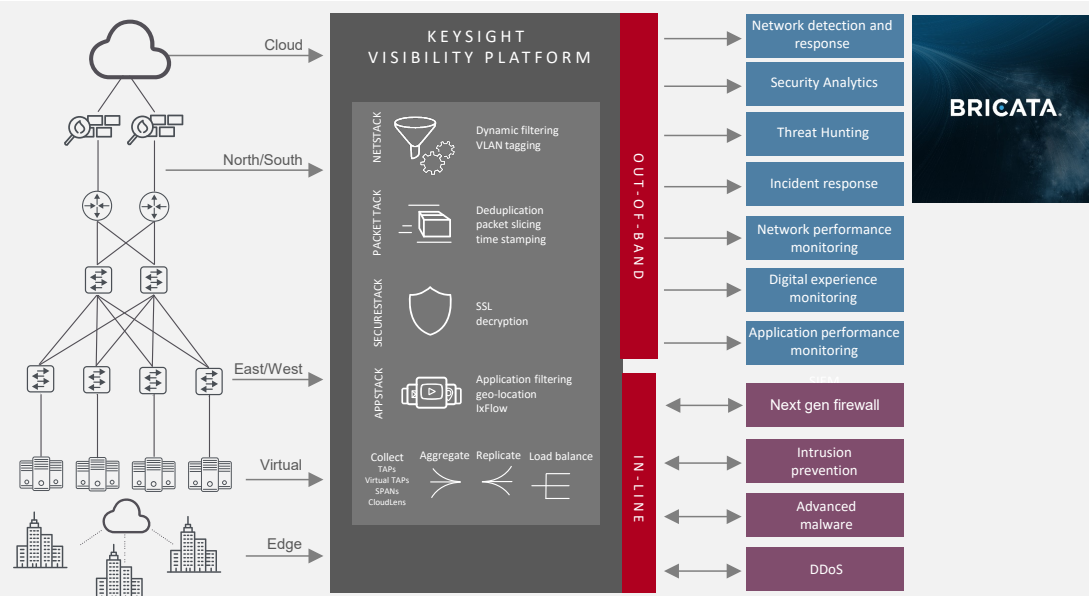 Cloud
North/South
East/West
Virtual
Edge
KEYSIGHT
VISIBILITY PLATFORM
NETSTACK
Dynamic filtering
VLAN tagging
PACKET TACK
Deduplication
packet slicing
time stamping
SECURESTACK
SSL
decryption
APPSTACK
Application filtering
geo-location
IxFlow
Collect
TAPs
Virtual TAPs
SPANs
CloudLens
Aggregate
Replicate
Load balance
OUT-OF-BAND
IN-LINE
Network detection and
response
Security Analytics
Threat Hunting
Incident response
Network performance
monitoring
Digital experience
monitoring
Application performance
monitoring
Next gen firewall
Intrusion
prevention
Advanced
malware
DDoS
BRICATA